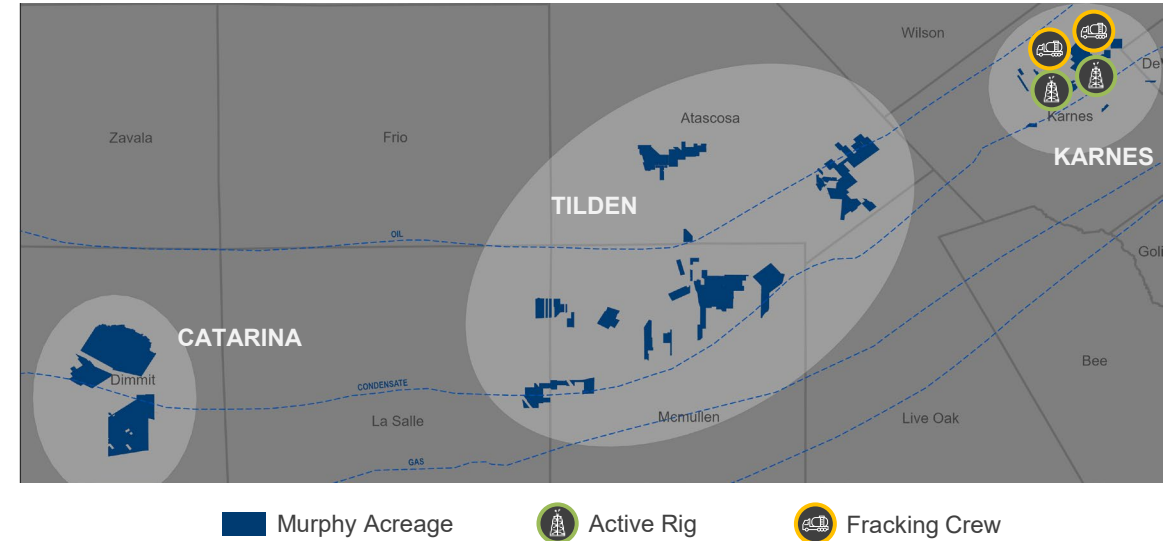 Wilson
De
Zavala
Frio
Atascosa
Karnes
KARNES
TILDEN
OIL
Goli
CATARINA
Dimmit
CONDENSATE
Bee
La Salle
Mcmullen
Live Oak
GAS
Murphy Acreage
Active Rig
Fracking Crew